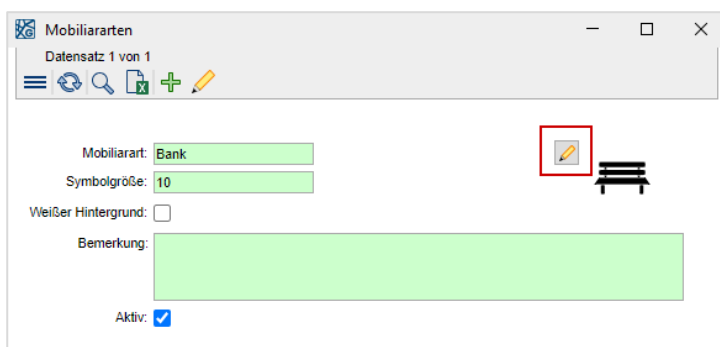 Mobiliararten
Datensatz 1 von 1
Mobiliarart: Bank
Symbolgröße: 10
Weißer Hintergrund:
Bemerkung:
Aktiv: